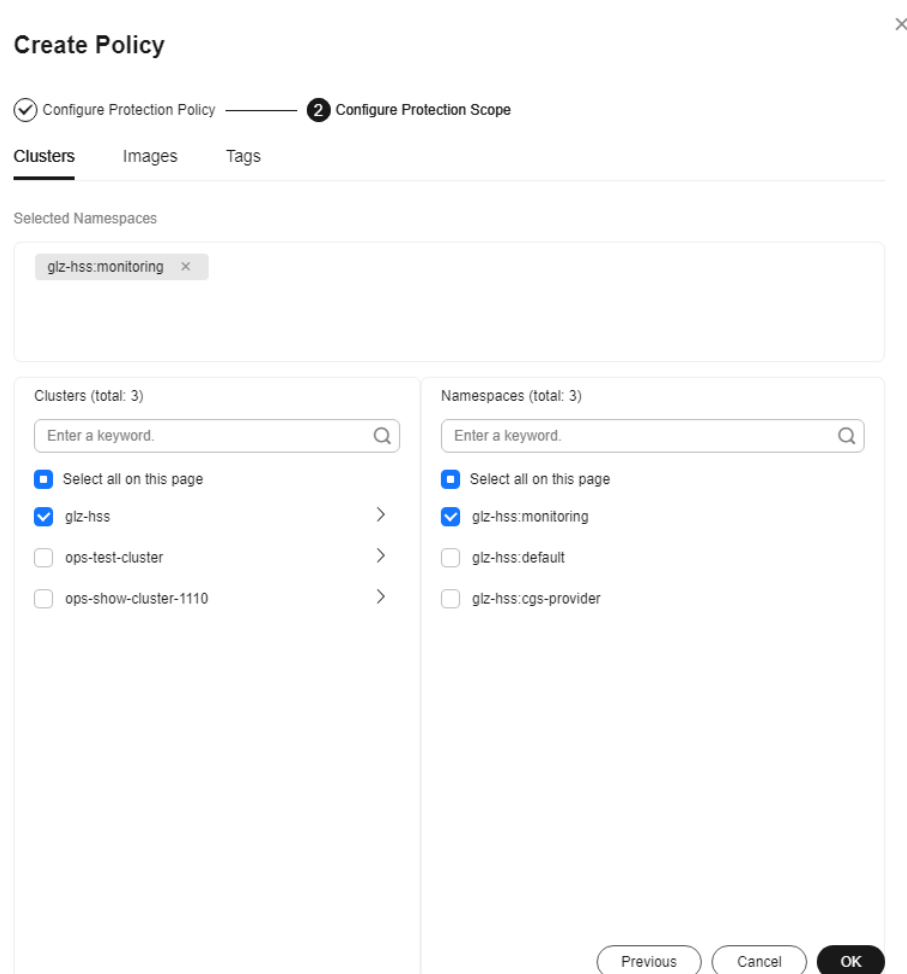 Create Policy
Configure Protection Policy
2 Configure Protection Scope
Clusters Images Tags
Selected Namespaces
glz-hss:monitoring
Clusters (total: 3)
Enter a keyword.
Select all on this page
glz-hss
ops-test-cluster
ops-show-cluster-1110
Namespaces (total: 3)
Enter a keyword.
Select all on this page
glz-hss:monitoring
glz-hss:default
glz-hss:cgs-provider
Previous Cancel OK